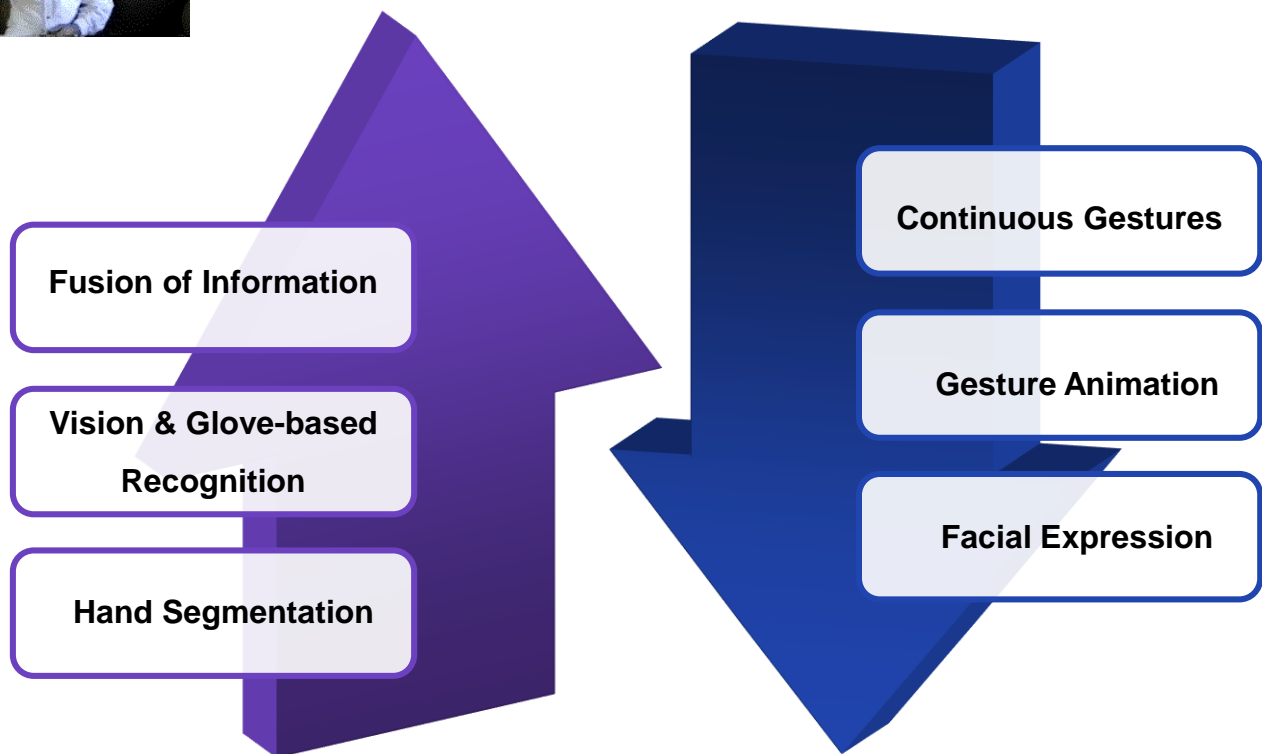 Fusion of Information
Vision & Glove-based
Recognition
Hand Segmentation
Continuous Gestures
Gesture Animation
Facial Expression